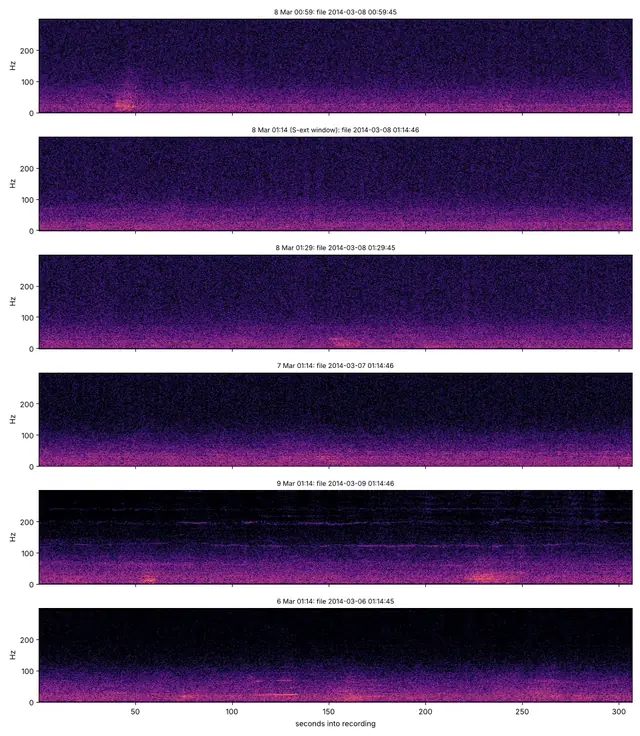 8 Mar 00:59: file 2014-03-08 00:59:45
Hz
200
100
0
8 Mar 01:14 (S-ext window): file 2014-03-08 01:14:46
Hz
200
100
0
8 Mar 01:29: file 2014-03-08 01:29:45
Hz
200
100
0
7 Mar 01:14: file 2014-03-07 01:14:46
Hz
200
100
0
9 Mar 01:14: file 2014-03-09 01:14:46
Hz
200
100
0
6 Mar 01:14: file 2014-03-06 01:14:45
Hz
200
100
0
50 100 150 200 250 300
seconds into recording